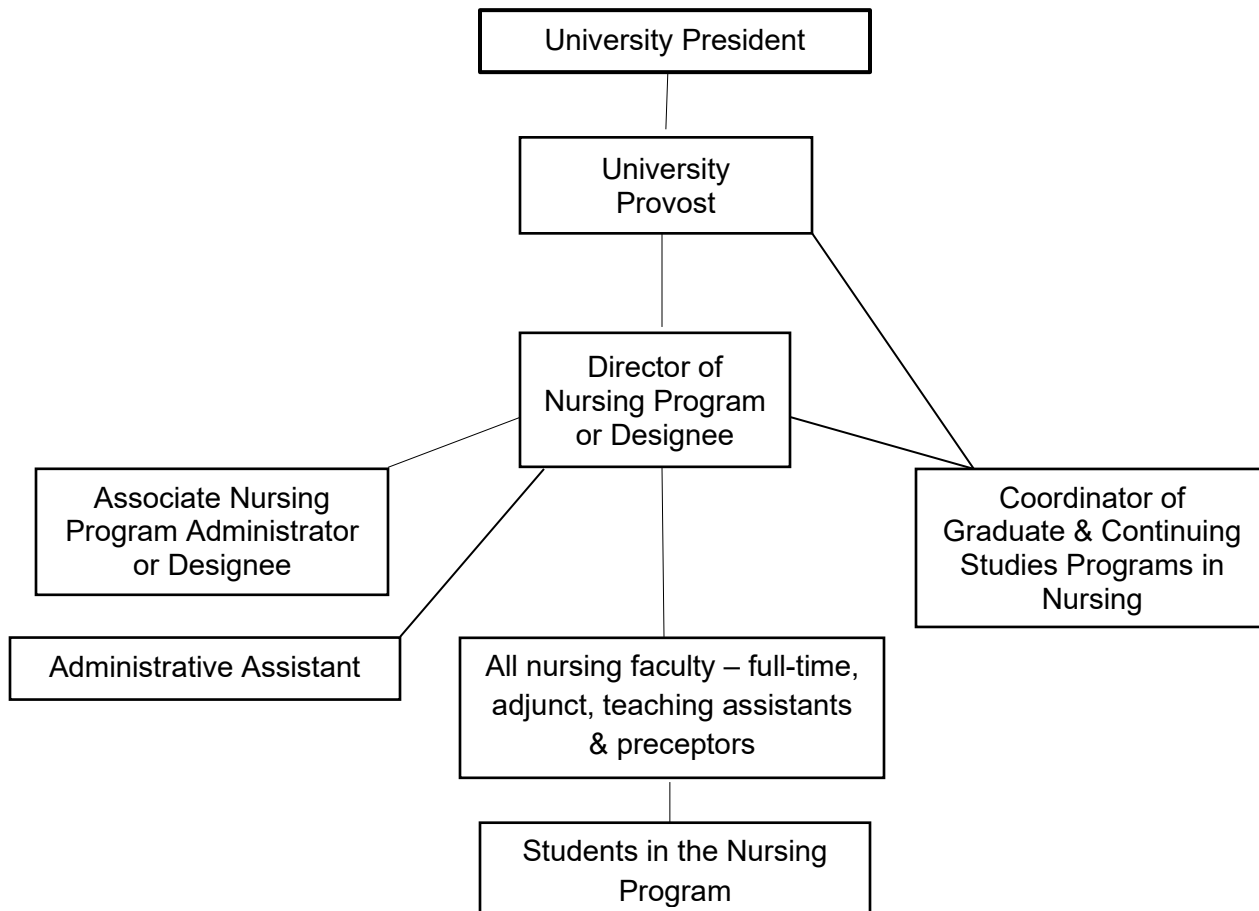 University President
University
Provost
Director of
Nursing Program
or Designee
Associate Nursing
Program Administrator
or Designee
Coordinator of
Graduate & Continuing
Studies Programs in
Nursing
Administrative Assistant
All nursing faculty – full-time,
adjunct, teaching assistants
& preceptors
Students in the Nursing
Program